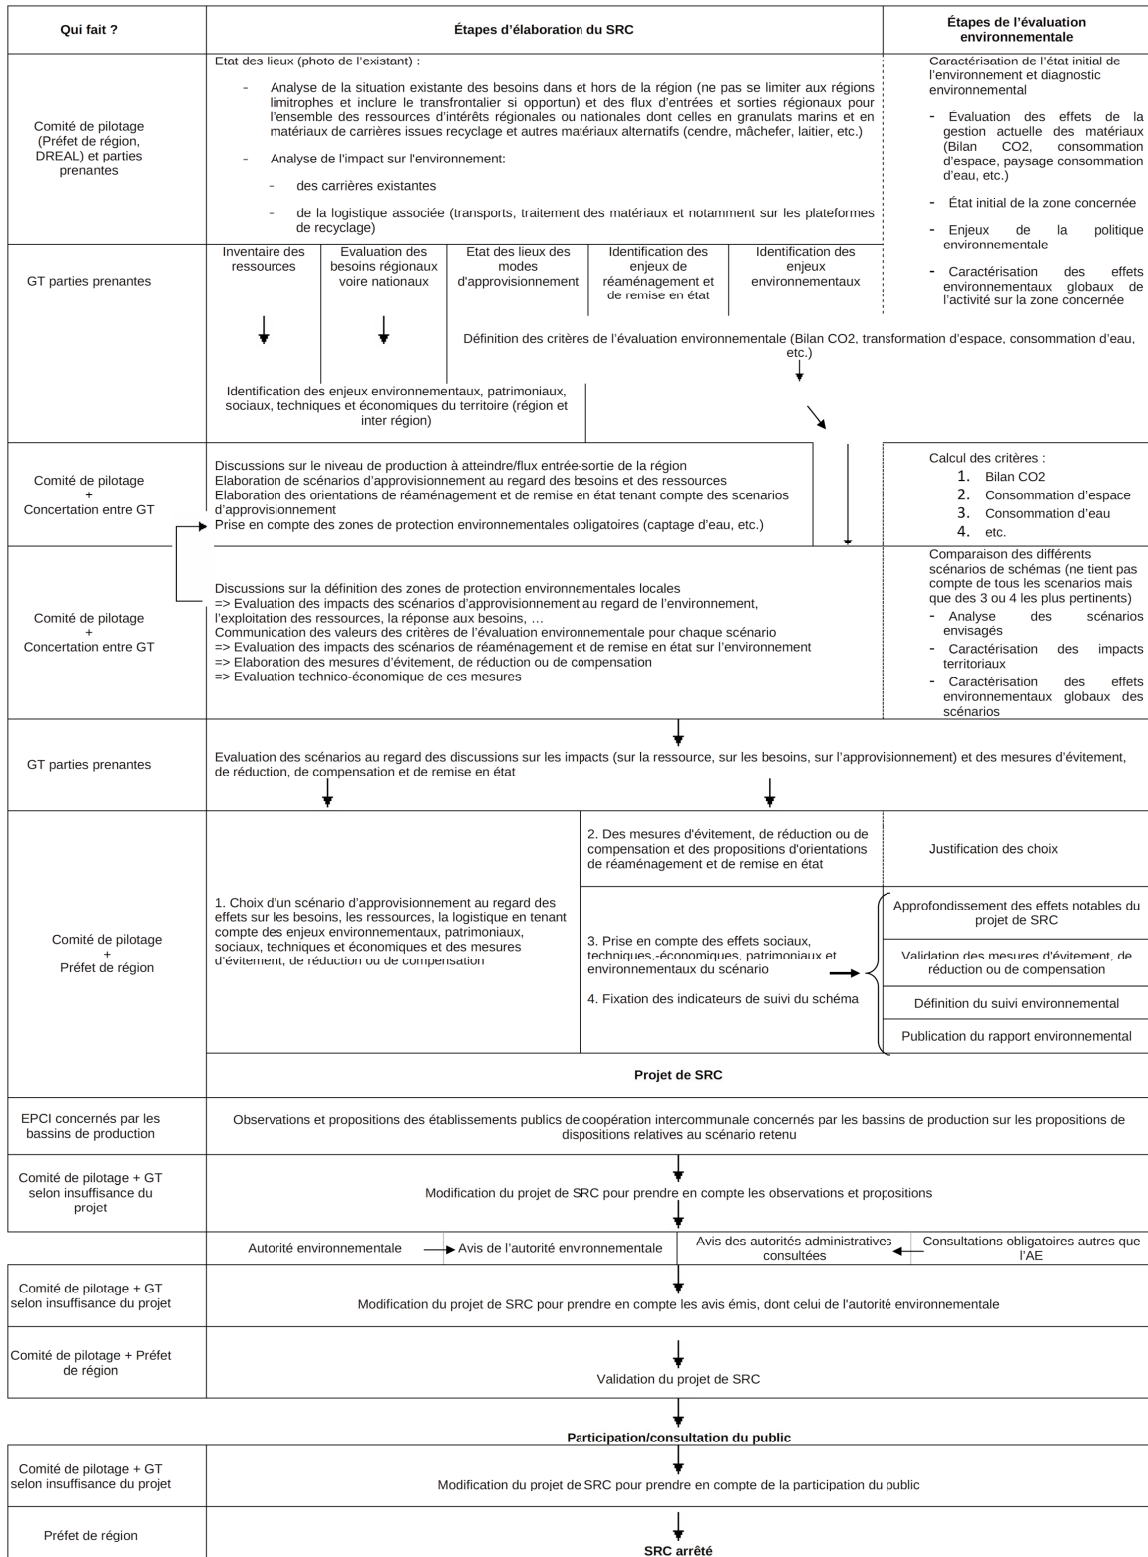 Qui fait ?
Étapes d’élaboration du SRC
Étapes de l’évaluation
environnementale
Comité de pilotage
(Préfet de région,
DREAL) et parties
prenantes
Etat des lieux (photo de l’existant) :
- Analyse de la situation existante des besoins dans et hors de la région (ne pas se limiter aux régions
limitrophes et inclure le transfrontalier si opportun) et des flux d’entrées et sorties régionaux pour
l’ensemble des ressources d’intérêts régionales ou nationales dont celles en granulats marins et en
matériaux de carrières issues recyclage et autres matériaux alternatifs (cendre, mâchefer, laitier, etc.)
- Analyse de l’impact sur l’environnement:
- des carrières existantes
- de la logistique associée (transports, traitement des matériaux et notamment sur les plateformes
de recyclage)
Caractérisation de l’état initial de
l’environnement et diagnostic
environnemental
- Évaluation des effets de la
gestion actuelle des matériaux
(Bilan CO2, consommation
d’espace, paysage consommation
d’eau, etc.)
- État initial de la zone concernée
- Enjeux de la politique
environnementale
- Caractérisation des effets
environnementaux globaux de
l’activité sur la zone concernée
GT parties prenantes
Inventaire des
ressources
Evaluation des
besoins régionaux
voire nationaux
Etat des lieux des
modes
d’approvisionnement
Identification des
enjeux de
réaménagement et
de remise en état
Identification des
enjeux
environnementaux
Définition des critères de l’évaluation environnementale (Bilan CO2, transformation d’espace, consommation d’eau,
etc.)
Identification des enjeux environnementaux, patrimoniaux,
sociaux, techniques et économiques du territoire (région et
inter région)
Comité de pilotage
+
Concertation entre GT
Discussions sur le niveau de production à atteindre/flux entrée-sortie de la région
Elaboration de scénarios d’approvisionnement au regard des besoins et des ressources
Elaboration des orientations de réaménagement et de remise en état tenant compte des scenarios
d’approvisionnement
Prise en compte des zones de protection environnementales obligatoires (captage d’eau, etc.)
Calcul des critères :
1. Bilan CO2
2. Consommation d’espace
3. Consommation d’eau
4. etc.
Comité de pilotage
+
Concertation entre GT
Discussions sur la définition des zones de protection environnementales locales
=> Evaluation des impacts des scénarios d’approvisionnement au regard de l’environnement,
l’exploitation des ressources, la réponse aux besoins, …
Communication des valeurs des critères de l’évaluation environnementale pour chaque scénario
=> Evaluation des impacts des scénarios de réaménagement et de remise en état sur l’environnement
=> Elaboration des mesures d’évitement, de réduction ou de compensation
=> Evaluation technico-économique de ces mesures
Comparaison des différents
scénarios de schémas (ne tient pas
compte de tous les scenarios mais
que des 3 ou 4 les plus pertinents)
- Analyse des scénarios
envisagés
- Caractérisation des impacts
territoriaux
- Caractérisation des effets
environnementaux globaux des
scénarios
GT parties prenantes
Evaluation des scénarios au regard des discussions sur les impacts (sur la ressource, sur les besoins, sur l’approvisionnement) et des mesures d’évitement,
de réduction, de compensation et de remise en état
Comité de pilotage
+
Préfet de région
1. Choix d’un scénario d’approvisionnement au regard des
effets sur les besoins, les ressources, la logistique en tenant
compte des enjeux environnementaux, patrimoniaux,
sociaux, techniques et économiques et des mesures
d’évitement, de réduction ou de compensation
2. Des mesures d’évitement, de réduction ou de
compensation et des propositions d’orientations
de réaménagement et de remise en état
Justification des choix
3. Prise en compte des effets sociaux,
techniques,-économiques, patrimoniaux et
environnementaux du scénario
4. Fixation des indicateurs de suivi du schéma
Approfondissement des effets notables du
projet de SRC
Validation des mesures d’évitement, de
réduction ou de compensation
Définition du suivi environnemental
Publication du rapport environnemental
Projet de SRC
EPCI concernés par les
bassins de production
Observations et propositions des établissements publics de coopération intercommunale concernés par les bassins de production sur les propositions de
dispositions relatives au scénario retenu
Comité de pilotage + GT
selon insuffisance du
projet
Modification du projet de SRC pour prendre en compte les observations et propositions
Autorité environnementale
Avis de l’autorité environnementale
Avis des autorités administratives
consultées
Consultations obligatoires autres que
l’AE
Comité de pilotage + GT
selon insuffisance du projet
Modification du projet de SRC pour prendre en compte les avis émis, dont celui de l’autorité environnementale
Comité de pilotage + Préfet
de région
Validation du projet de SRC
Participation/consultation du public
Comité de pilotage + GT
selon insuffisance du projet
Modification du projet de SRC pour prendre en compte de la participation du public
Préfet de région
SRC arrêté